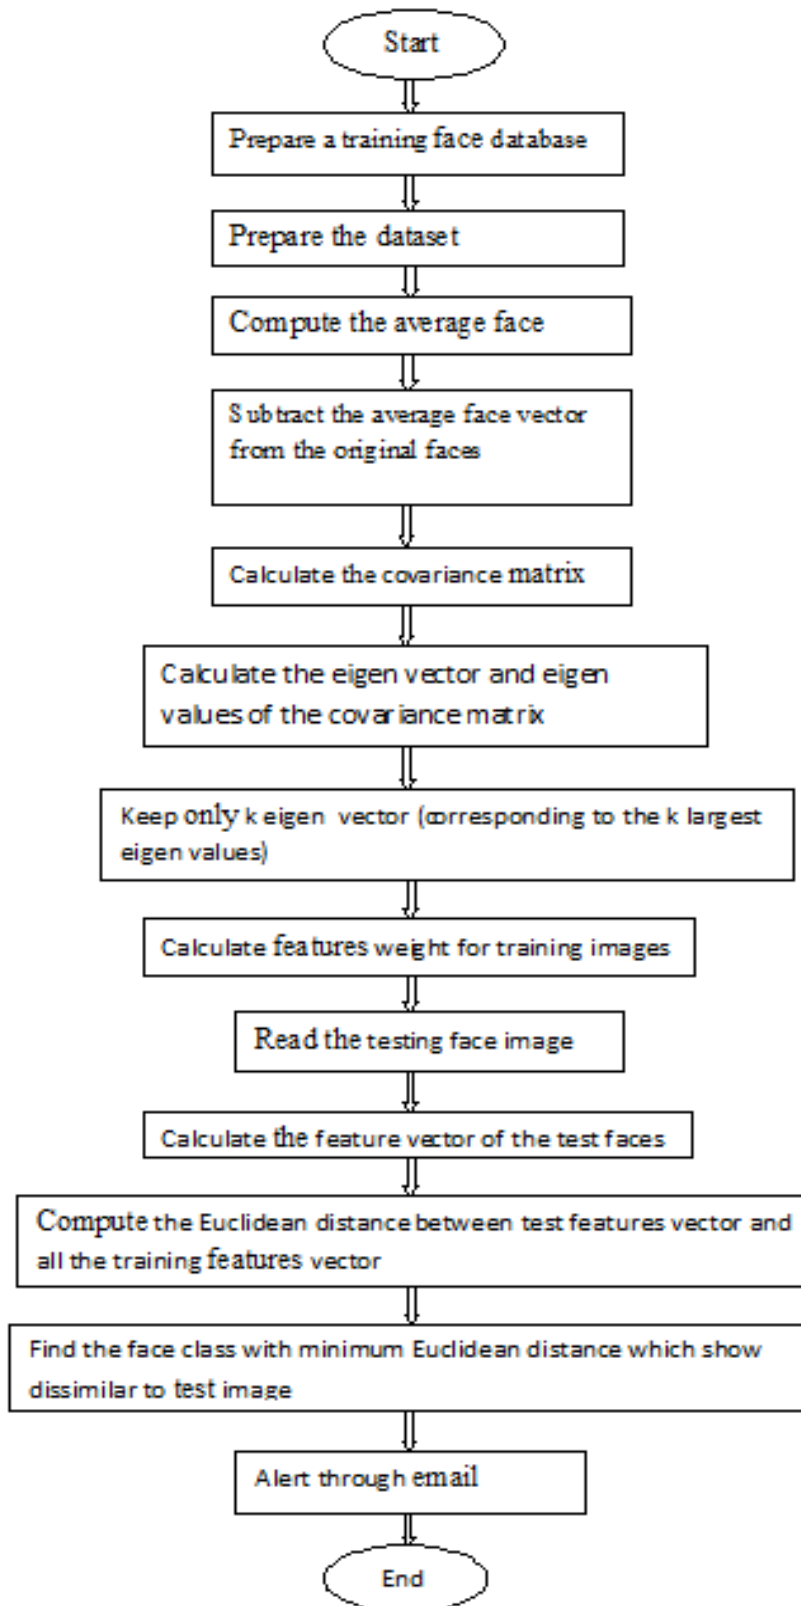 Start
Prepare a training face database
Prepare the dataset
Compute the average face
Subtract the average face vector
from the original faces
Calculate the covariance matrix
Calculate the eigen vector and eigen
values of the covariance matrix
Keep only k eigen vector (corresponding to the k largest
eigen values)
Calculate features weight for training images
Read the testing face image
Calculate the feature vector of the test faces
Compute the Euclidean distance between test features vector and
all the training features vector
Find the face class with minimum Euclidean distance which show
dissimilar to test image
Alert through email
End